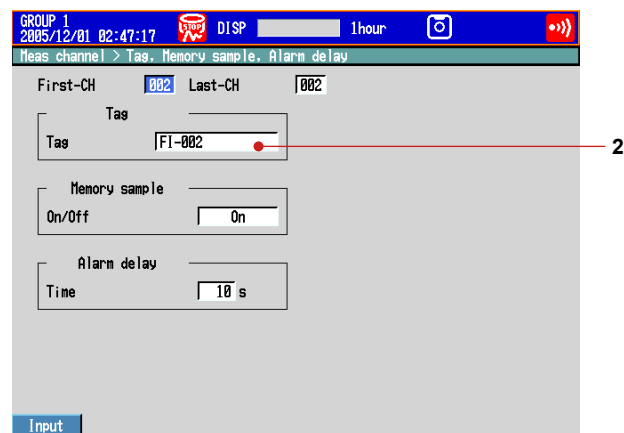 GROUP 1
2005/12/01 02:47:17 STOP DISP 1hour
Meas channel > Tag, Memory sample, Alarm delay
First-CH 002 Last-CH 002
Tag
Tag FI-002
2
Memory sample
On/Off On
Alarm delay
Time 10 s
Input